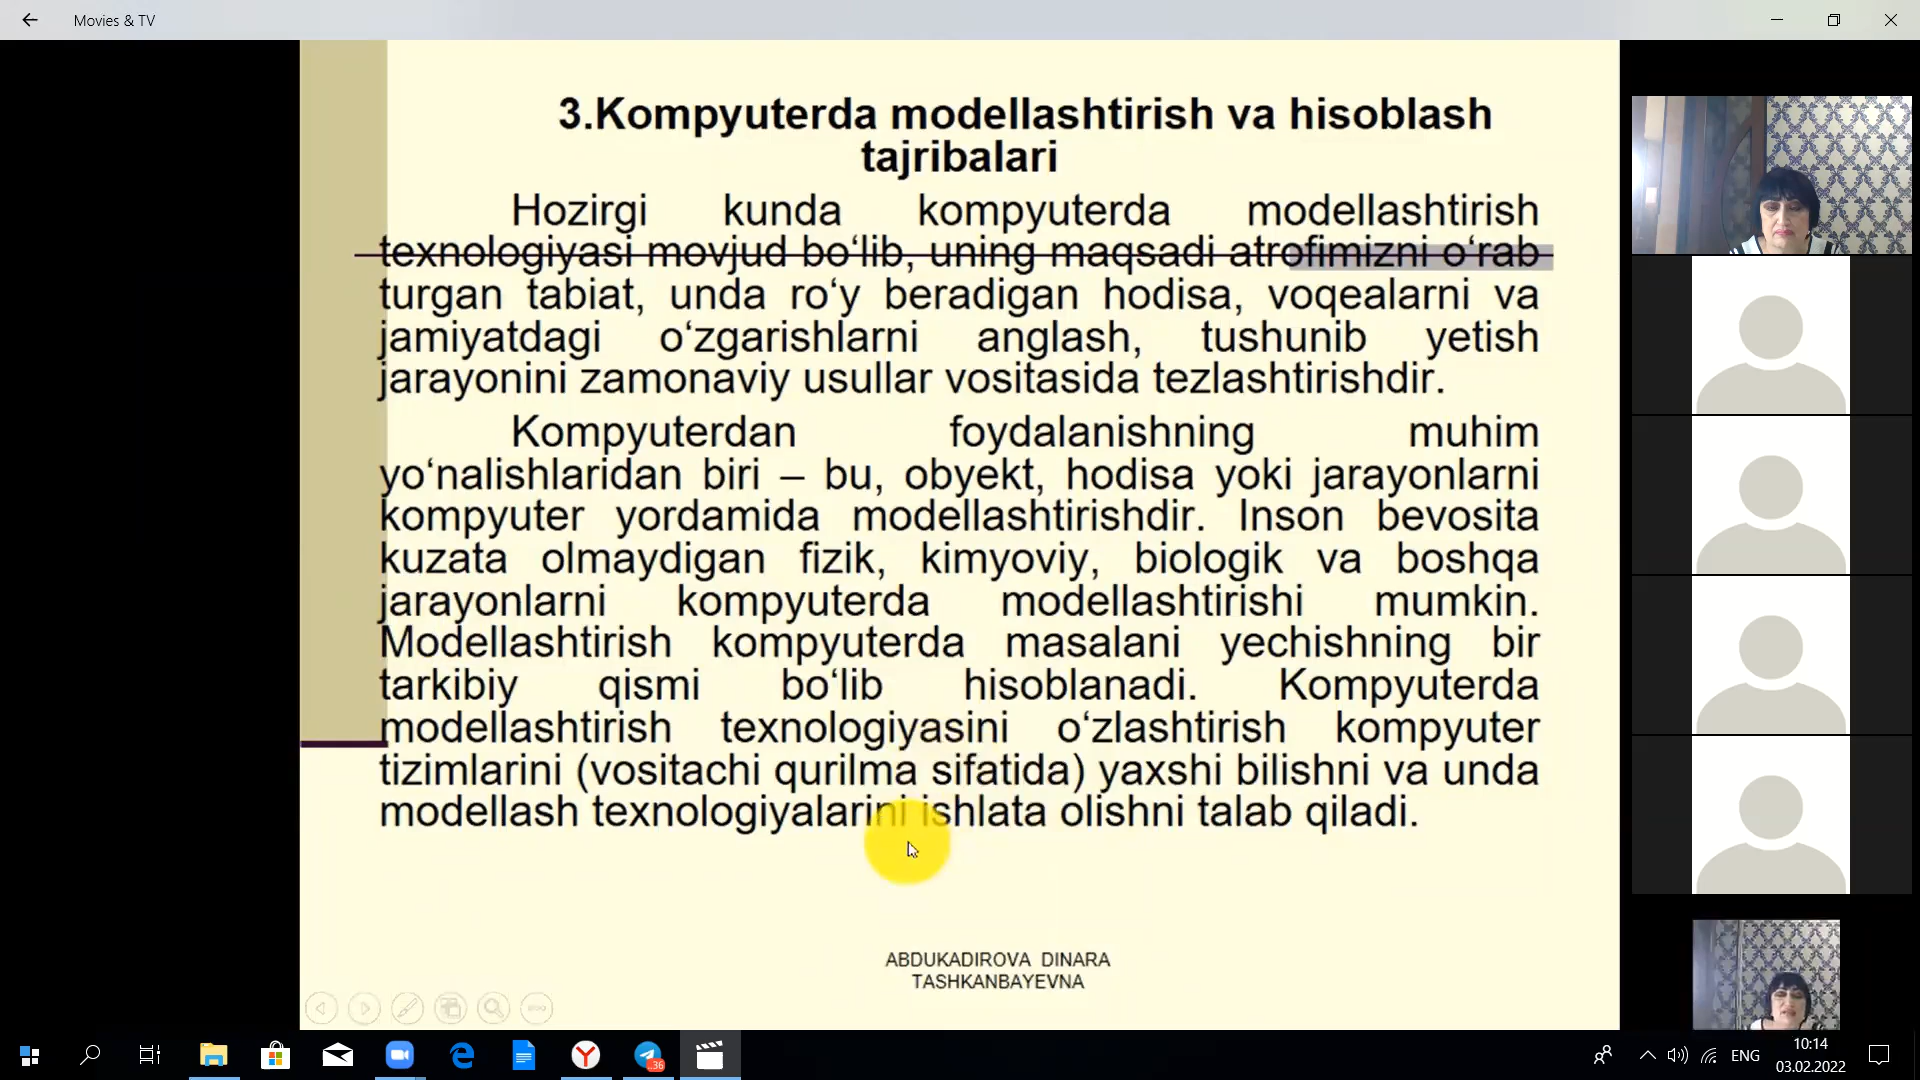 Movies & TV
3.Kompyuterda modellashtirish va hisoblash
tajribalari
Hozirgi kunda kompyuterda modellashtirish
texnologiyasi movjud bo‘lib, uning maqsadi atrofimizni o‘rab
turgan tabiat, unda ro‘y beradigan hodisa, voqealarni va
jamiyatdagi o‘zgarishlarni anglash, tushunib yetish
jarayonini zamonaviy usullar vositasida tezlashtirishdir.
Kompyuterdan foydalanishning muhim
yo‘nalishlaridan biri – bu, obyekt, hodisa yoki jarayonlarni
kompyuter yordamida modellashtirishdir. Inson bevosita
kuzata olmaydigan fizik, kimyoviy, biologik va boshqa
jarayonlarni kompyuterda modellashtirishi mumkin.
Modellashtirish kompyuterda masalani yechishning bir
tarkibiy qismi bo‘lib hisoblanadi. Kompyuterda
modellashtirish texnologiyasini o‘zlashtirish kompyuter
tizimlarini (vositachi qurilma sifatida) yaxshi bilishni va unda
modellash texnologiyalarini ishlata olishni talab qiladi.
ABDUKADIROVA DINARA
TASHKANBAYEVNA
36
ENG
10:14
03.02.2022